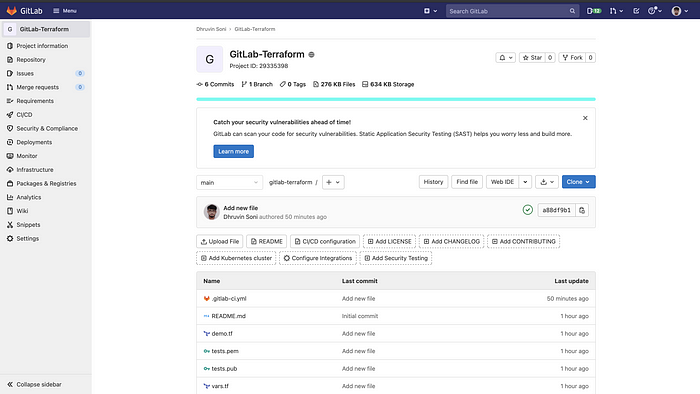 GitLab
Menu
Search GitLab
12
G GitLab-Terraform
Project information
Repository
Issues 0
Merge requests 0
Requirements
CI/CD
Security & Compliance
Deployments
Monitor
Infrastructure
Packages & Registries
Analytics
Wiki
Snippets
Settings
Collapse sidebar
Dhruvin Soni › GitLab-Terraform
G
GitLab-Terraform
Project ID: 29335398
Star 0
Fork 0
6 Commits 1 Branch 0 Tags 276 KB Files 634 KB Storage
Catch your security vulnerabilities ahead of time!
GitLab can scan your code for security vulnerabilities. Static Application Security Testing (SAST) helps you worry less and build more.
Learn more
main gitlab-terraform / + History Find file Web IDE Clone
Add new file
Dhruvin Soni authored 50 minutes ago
a88df9b1
Upload File README CI/CD configuration Add LICENSE Add CHANGELOG Add CONTRIBUTING
Add Kubernetes cluster Configure Integrations Add Security Testing
Name Last commit Last update
.gitlab-ci.yml Add new file 50 minutes ago
README.md Initial commit 1 hour ago
demo.tf Add new file 1 hour ago
tests.pem Add new file 1 hour ago
tests.pub Add new file 1 hour ago
vars.tf Add new file 1 hour ago